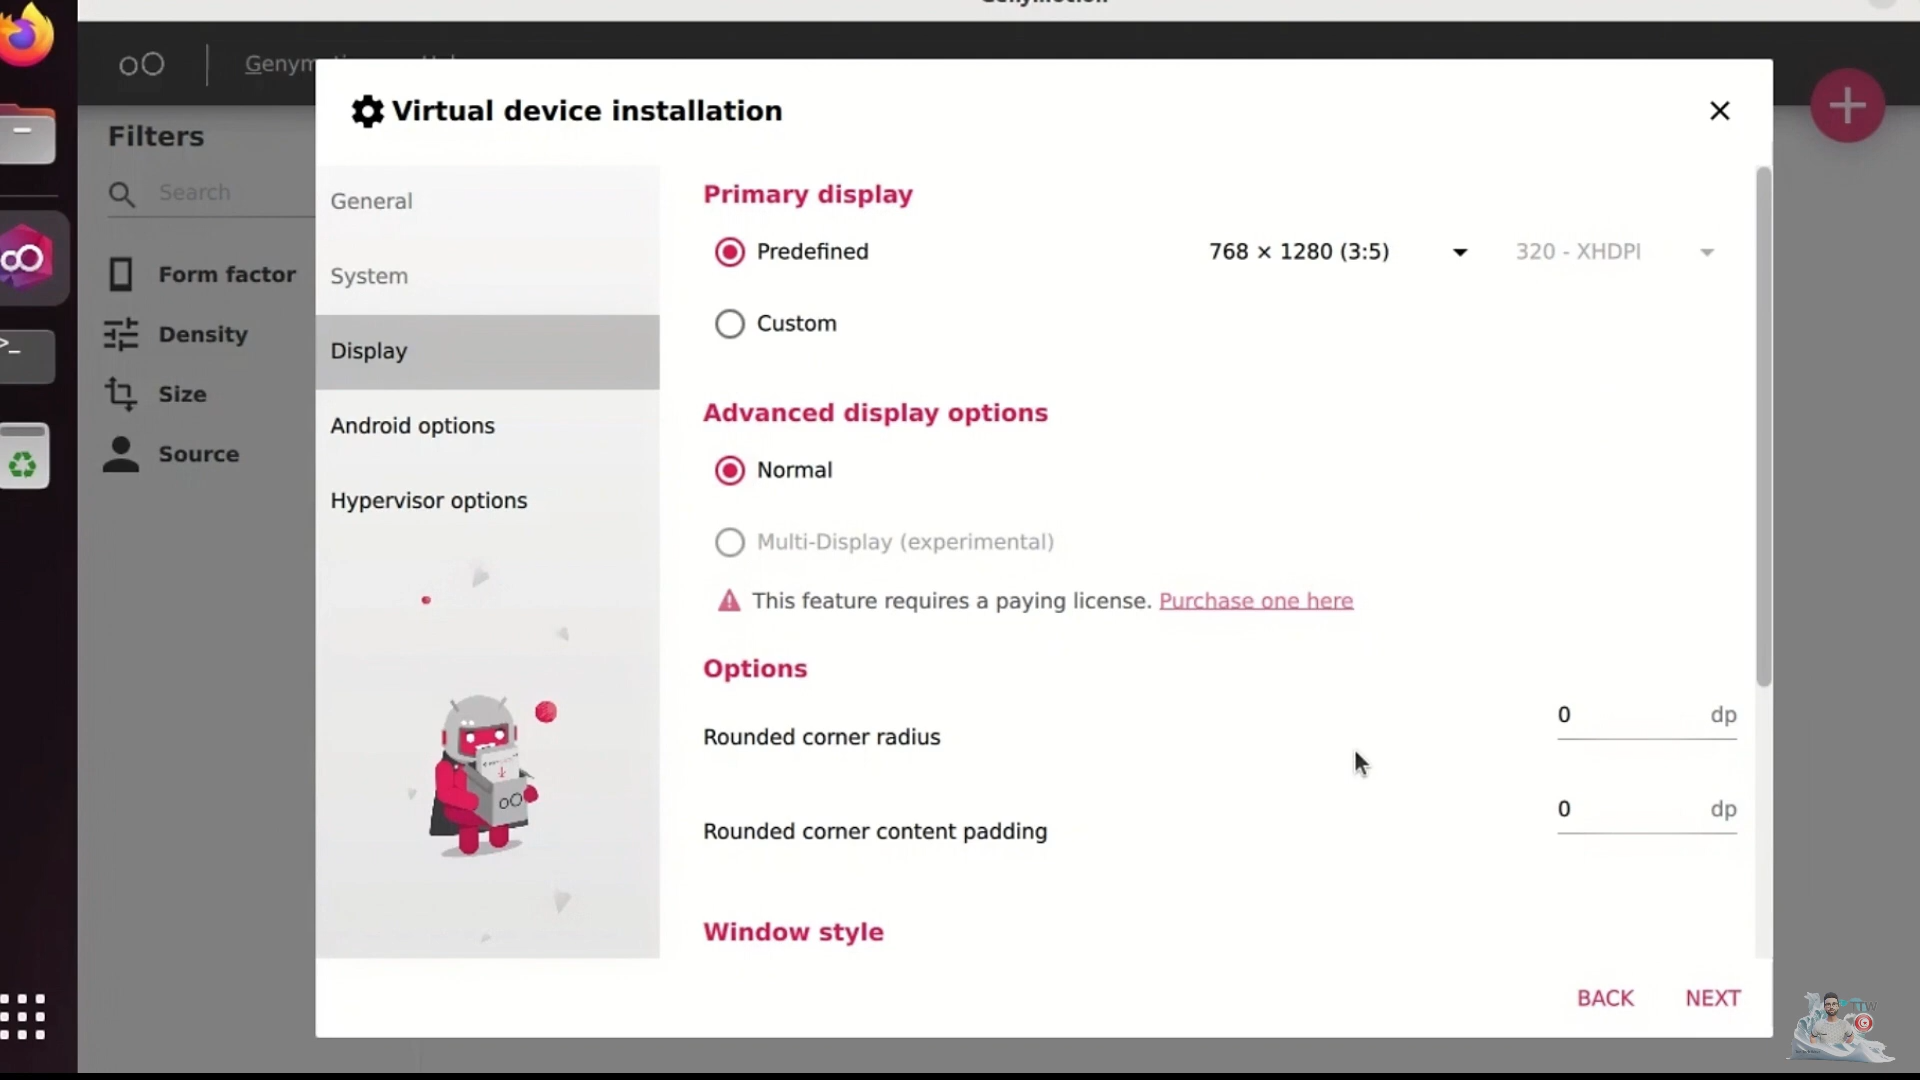 Virtual device installation
Filters
Search
Form factor
Density
Size
Source
General
System
Display
Android options
Hypervisor options
Primary display
Predefined
768 × 1280 (3:5)
320 - XHDPI
Custom
Advanced display options
Normal
Multi-Display (experimental)
This feature requires a paying license. Purchase one here
Options
Rounded corner radius
0 dp
Rounded corner content padding
0 dp
Window style
BACK NEXT